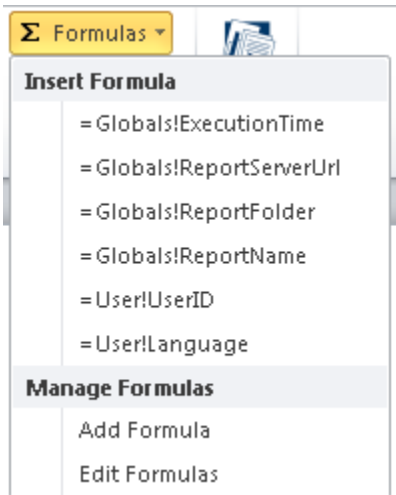 Σ Formulas
Insert Formula
=Globals!ExecutionTime
=Globals!ReportServerUrl
=Globals!ReportFolder
=Globals!ReportName
=User!UserID
=User!Language
Manage Formulas
Add Formula
Edit Formulas